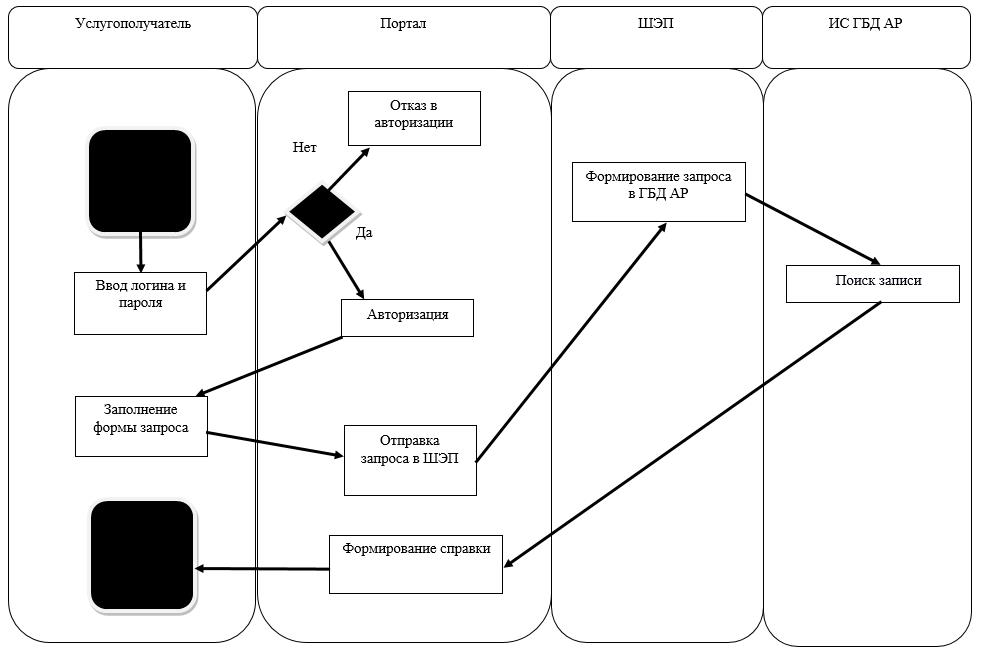 Услугополучатель
Портал
ШЭП
ИС ГБД АР
Отказ в
авторизации
Нет
Формирование запроса
в ГБД АР
Да
Ввод логина и
пароля
Поиск записи
Авторизация
Заполнение
формы запроса
Отправка
запроса в ШЭП
Формирование справки